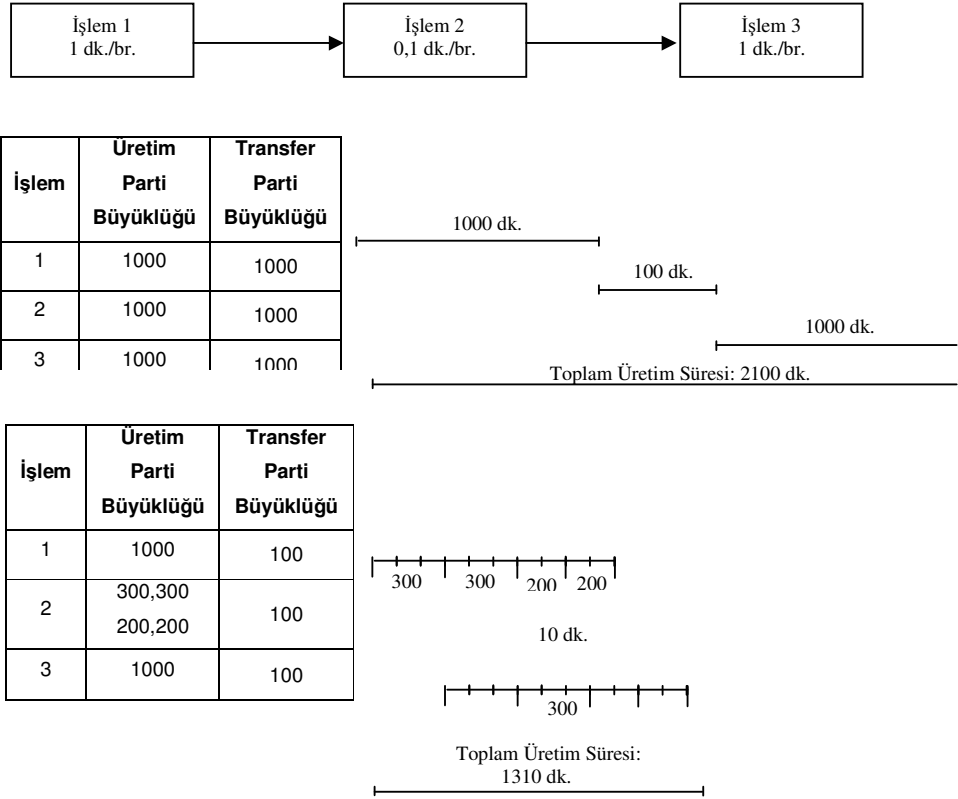 İşlem 1
1 dk./br.
İşlem 2
0,1 dk./br.
İşlem 3
1 dk./br.
İşlem
Üretim
Parti
Büyüklüğü
Transfer
Parti
Büyüklüğü
1 1000 1000
2 1000 1000
3 1000 1000
1000 dk.
100 dk.
1000 dk.
Toplam Üretim Süresi: 2100 dk.
İşlem
Üretim
Parti
Büyüklüğü
Transfer
Parti
Büyüklüğü
1 1000 100
2 300,300 100
200,200
3 1000 100
300 300 200 200
10 dk.
300
Toplam Üretim Süresi:
1310 dk.